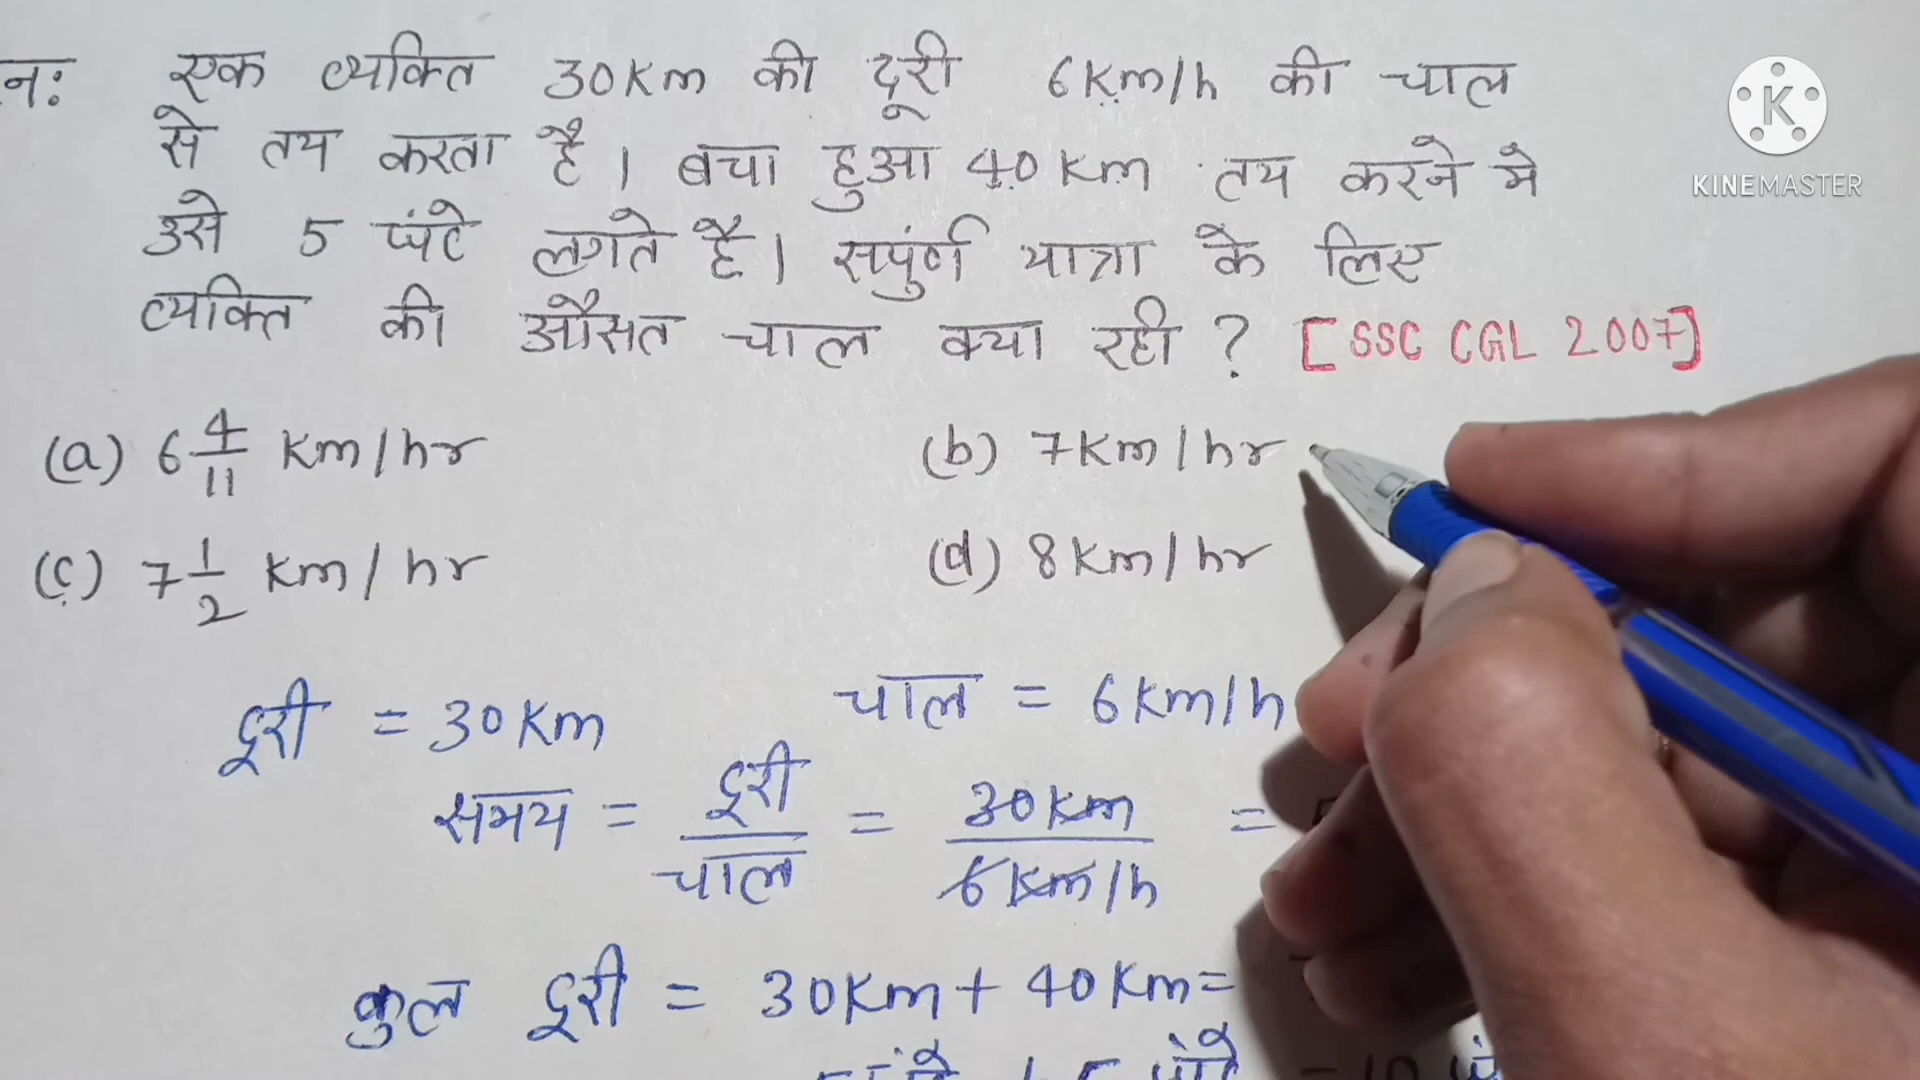 एक व्यक्ति 30Km की दूरी 6Km/h की चाल
से तय करता है। बचा हुआ 40Km तय करने मे
उसे 5 घंटे लगते है। सपुंर्ण यात्रा के लिए
व्यक्ति की औसत चाल क्या रही ? [SSC CGL 2007]
(a) 6 4/11 Km/hr (b) 7Km/hr
(c) 7 1/2 Km/hr (d) 8Km/hr
दूरी = 30Km चाल = 6Km/h
समय = दूरी/चाल = 30Km/6Km/h =
कुल दूरी = 30Km + 40Km =
KINEMASTER